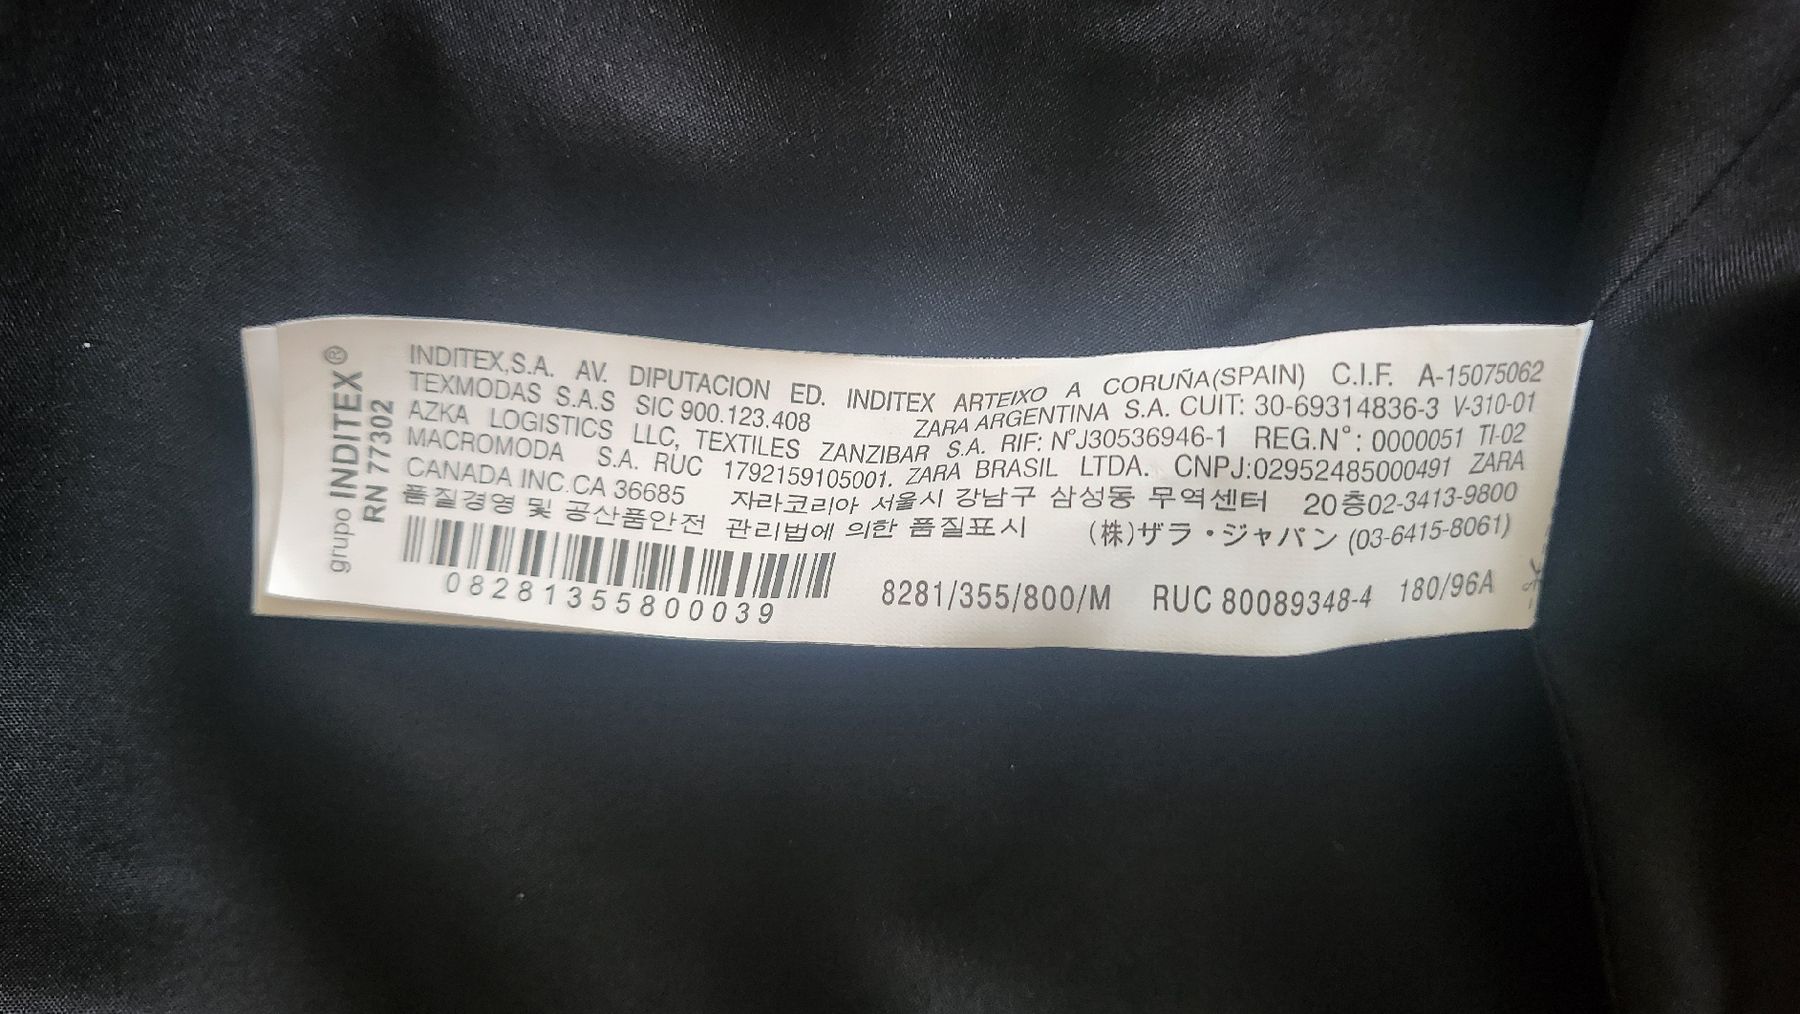 grupo INDITEX®
RN 77302
INDITEX,S.A. AV. DIPUTACION ED. INDITEX ARTEIXO A CORUÑA(SPAIN) C.I.F. A-15075062
TEXMODAS S.A.S SIC 900.123.408 ZARA ARGENTINA S.A. CUIT: 30-69314836-3 V-310-01
AZKA LOGISTICS LLC, TEXTILES ZANZIBAR S.A. RIF: N°J30536946-1 REG.N°: 0000051 TI-02
MACROMODA S.A. RUC 1792159105001. ZARA BRASIL LTDA. CNPJ:02952485000491 ZARA
CANADA INC.CA 36685 자라코리아 서울시 강남구 삼성동 무역센터 20층02-3413-9800
품질경영 및 공산품안전 관리법에 의한 품질표시 (株)ザラ・ジャパン (03-6415-8061)
08281355800039 8281/355/800/M RUC 80089348-4 180/96A